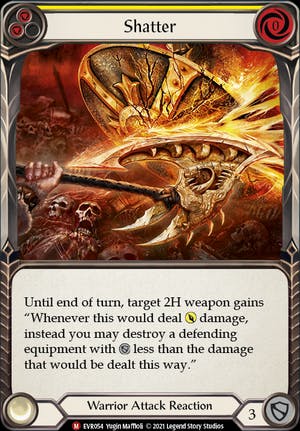 Shatter
0
Until end of turn, target 2H weapon gains
“Whenever this would deal damage,
instead you may destroy a defending
equipment with less than the damage
that would be dealt this way.”
Warrior Attack Reaction
3
M EVR054 Yugin Maffioli © 2021 Legend Story Studios